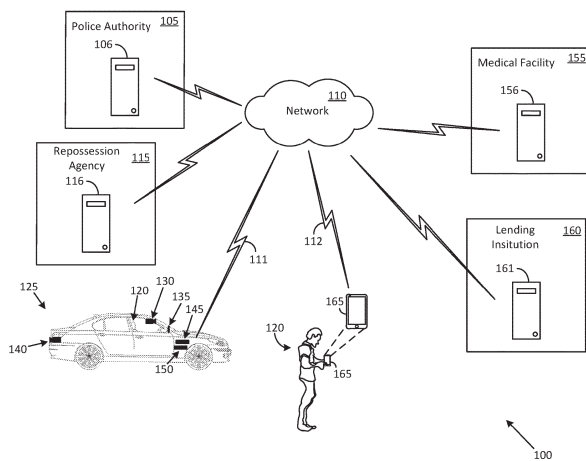 Police Authority 105
106
Network 110
Medical Facility 155
156
Repossession
Agency 115
116
Lending
Insitution 160
161
111
112
125
120
130
135
145
140
150
165
120
165
100